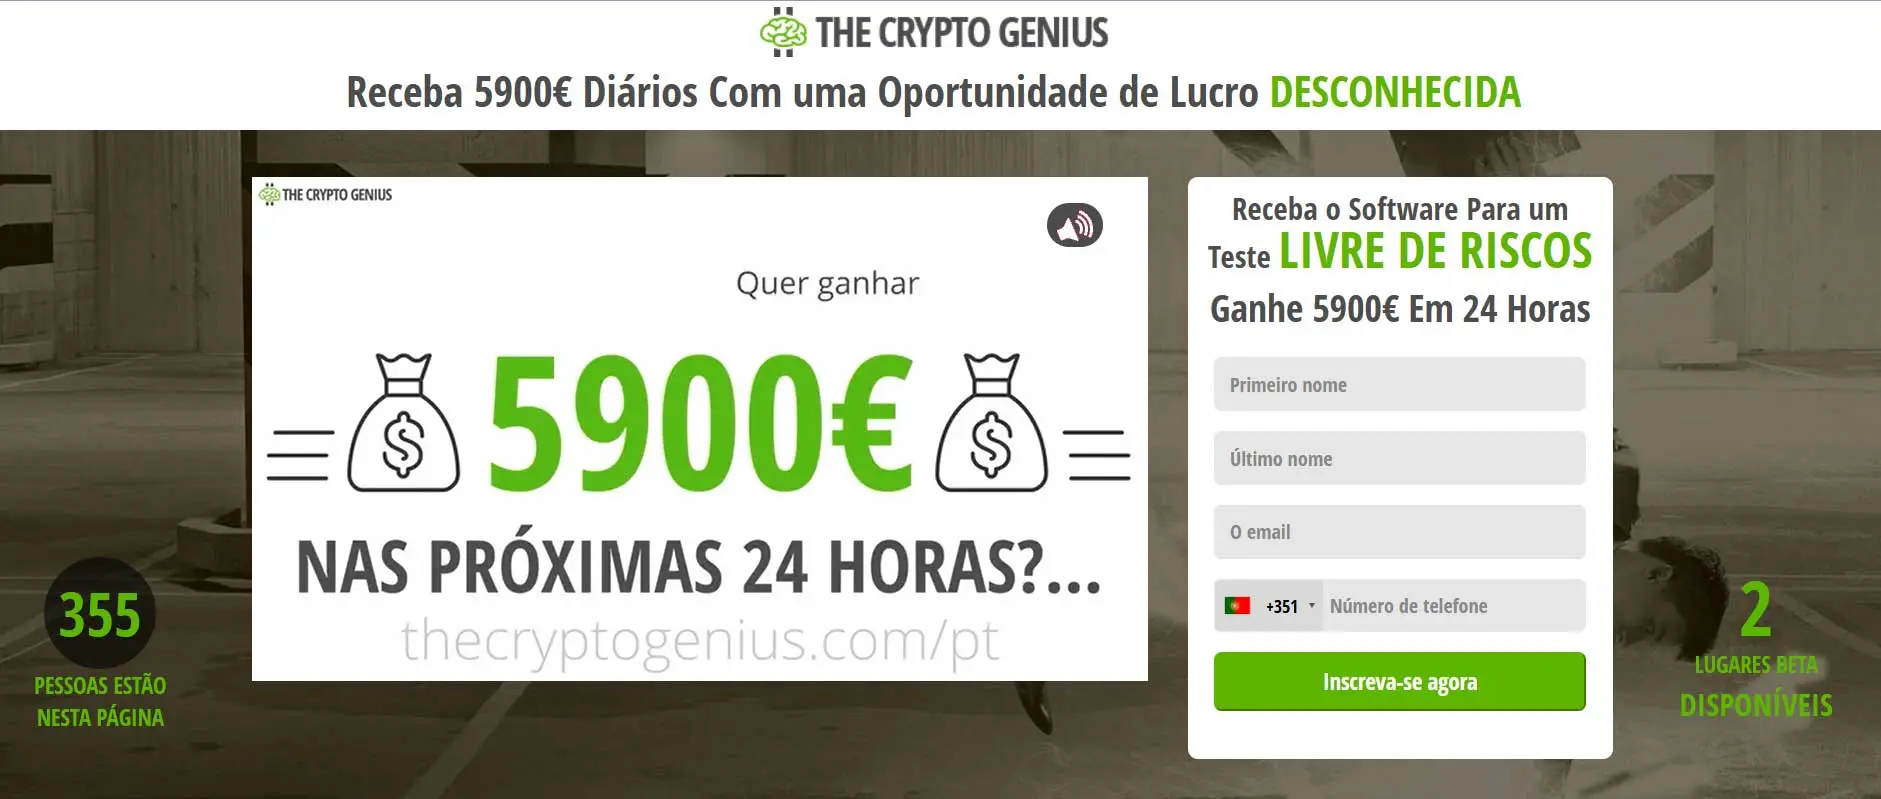 THE CRYPTO GENIUS
Receba 5900€ Diários Com uma Oportunidade de Lucro DESCONHECIDA
THE CRYPTO GENIUS
Quer ganhar
$ 5900€ $
NAS PRÓXIMAS 24 HORAS?...
thecryptogenius.com/pt
Receba o Software Para um
Teste LIVRE DE RISCOS
Ganhe 5900€ Em 24 Horas
Primeiro nome
Último nome
O email
+351 Número de telefone
Inscreva-se agora
355
PESSOAS ESTÃO
NESTA PÁGINA
2
LUGARES BETA
DISPONÍVEIS